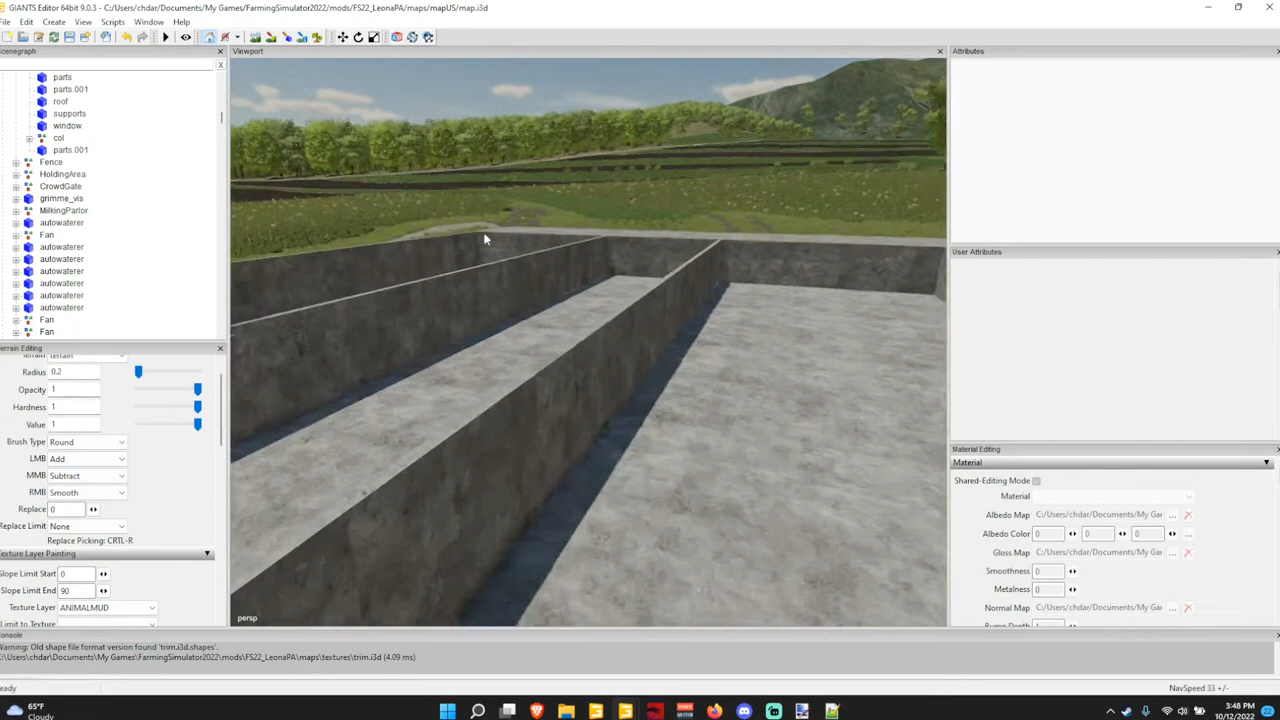 GIANTS Editor 64bit 9.0.3 - C:/Users/chdar/Documents/My Games/FarmingSimulator2022/mods/FS22_LeonaPA/maps/mapUS/map.i3d
File Edit Create View Scripts Window Help
Scenegraph
X
parts
parts.001
roof
supports
window
col
parts.001
Fence
HoldingArea
CrowdGate
grimme_vis
MilkingParlor
autowaterer
Fan
autowaterer
autowaterer
autowaterer
autowaterer
autowaterer
autowaterer
Fan
Fan
Terrain Editing
Terrain terrain
Radius 0.2
Opacity 1
Hardness 1
Value 1
Brush Type Round
LMB Add
MMB Subtract
RMB Smooth
Replace 0
Replace Limit None
Replace Picking: CRTL-R
Texture Layer Painting
Slope Limit Start 0
Slope Limit End 90
Texture Layer ANIMALMUD
Limit to Texture
Viewport
persp
Attributes
User Attributes
Material Editing
Material
Shared-Editing Mode
Material
Albedo Map C:/Users/chdar/Documents/My Gar ...
Albedo Color 0 0 0 ...
Gloss Map C:/Users/chdar/Documents/My Gar ...
Smoothness 0
Metalness 0
Normal Map C:/Users/chdar/Documents/My Gar ...
Bump Depth 1
Console
Warning: Old shape file format version found 'trim.i3d.shapes'.
C:\Users\chdar\Documents\My Games\FarmingSimulator2022\mods\FS22_LeonaPA\maps\textures\trim.i3d (4.09 ms)
Ready
NavSpeed 33 +/-
65°F
Cloudy
3:48 PM
10/12/2022